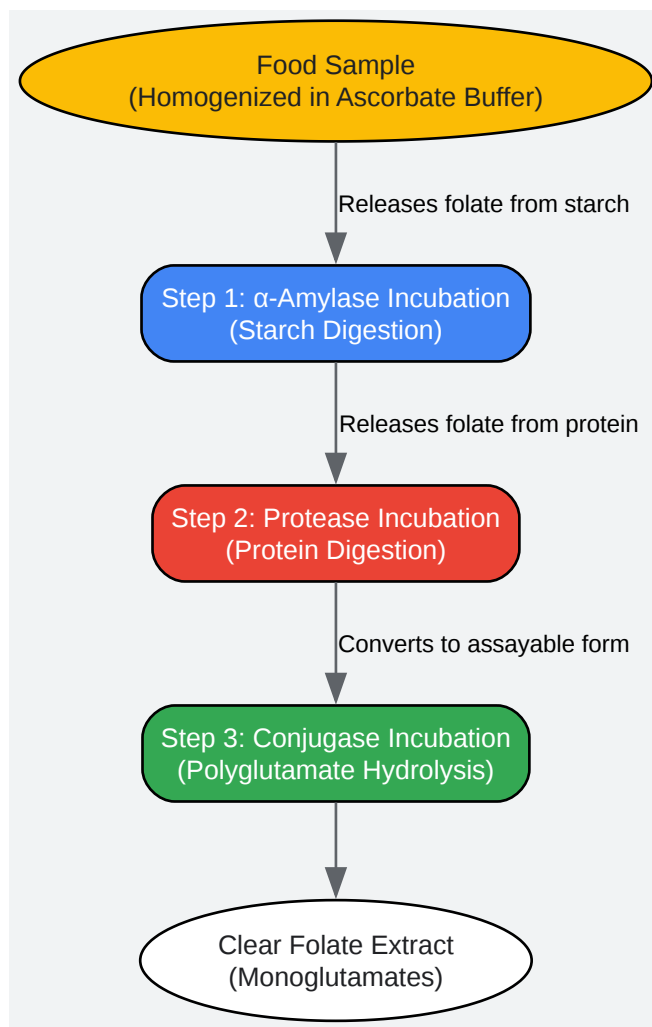 Food Sample
(Homogenized in Ascorbate Buffer)
Releases folate from starch
Step 1: α-Amylase Incubation
(Starch Digestion)
Releases folate from protein
Step 2: Protease Incubation
(Protein Digestion)
Converts to assayable form
Step 3: Conjugase Incubation
(Polyglutamate Hydrolysis)
Clear Folate Extract
(Monoglutamates)